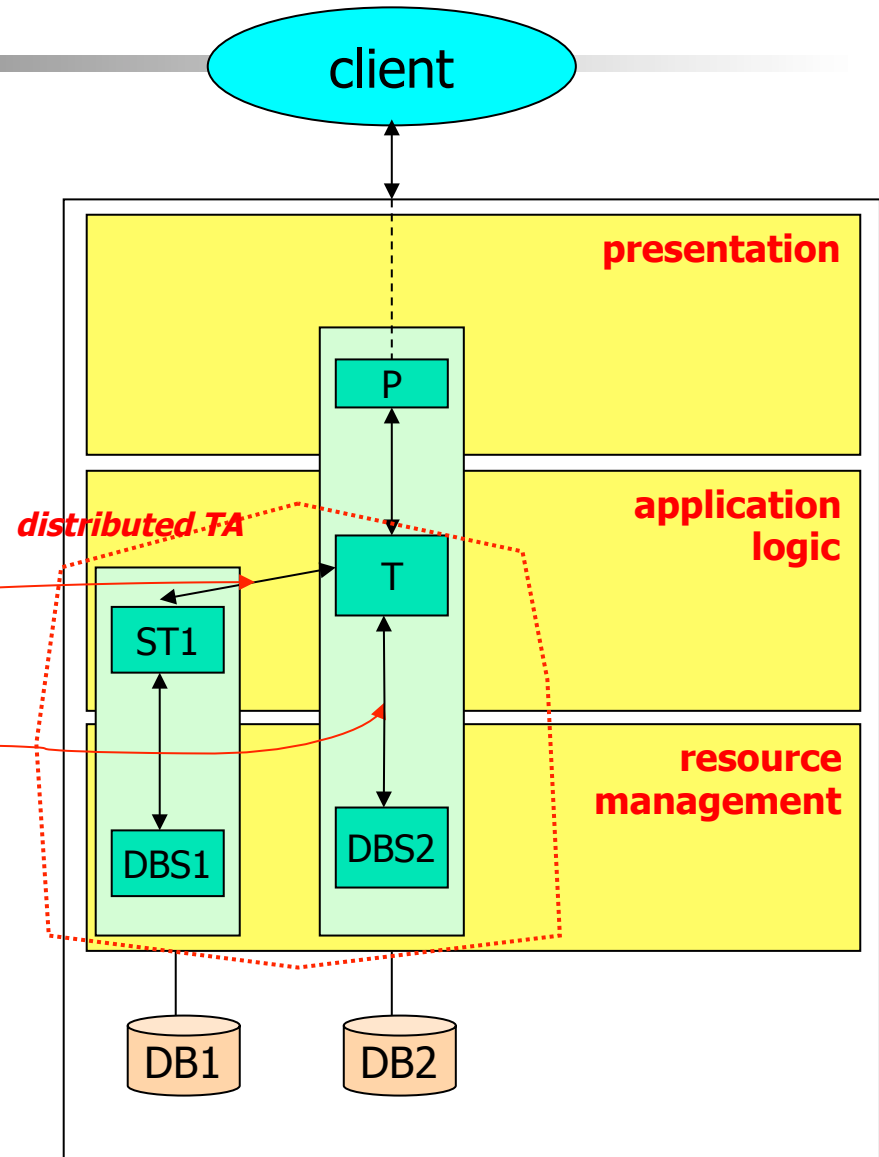 client
presentation
P
application
logic
distributed TA
T
ST1
resource
management
DBS2
DBS1
DB1
DB2